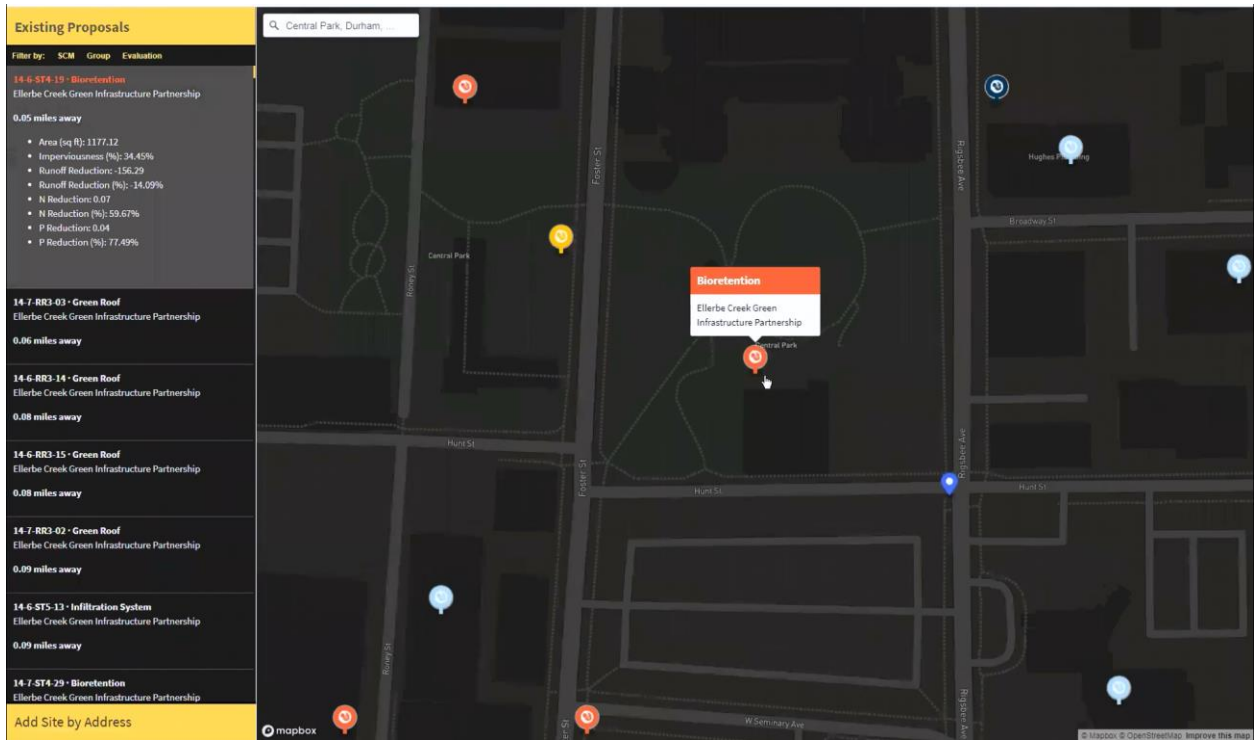 Existing Proposals
Filter by: SCM Group Evaluation
14-6-ST4-19 • Bioretention
Ellerbe Creek Green Infrastructure Partnership
0.05 miles away
• Area (sq ft): 1177.12
• Imperviousness (%): 34.45%
• Runoff Reduction: -156.29
• Runoff Reduction (%): -14.09%
• N Reduction: 0.07
• N Reduction (%): 59.67%
• P Reduction: 0.04
• P Reduction (%): 77.49%
14-7-RR3-03 • Green Roof
Ellerbe Creek Green Infrastructure Partnership
0.06 miles away
14-6-RR3-14 • Green Roof
Ellerbe Creek Green Infrastructure Partnership
0.08 miles away
14-6-RR3-15 • Green Roof
Ellerbe Creek Green Infrastructure Partnership
0.08 miles away
14-7-RR3-02 • Green Roof
Ellerbe Creek Green Infrastructure Partnership
0.09 miles away
14-6-ST5-13 • Infiltration System
Ellerbe Creek Green Infrastructure Partnership
0.09 miles away
14-7-ST4-29 • Bioretention
Ellerbe Creek Green Infrastructure Partnership
Add Site by Address
Central Park, Durham, ...
Foster St
Rigsbee Ave
Hughes
Broadway St
Central Park
Roney St
Bioretention
Ellerbe Creek Green
Infrastructure Partnership
Central Park
Hunt St
Foster St
Rigsbee Ave
Hunt St
Hunt St
Roney St
Rigsbee Ave
W Seminary Ave
mapbox
© Mapbox © OpenStreetMap Improve this map